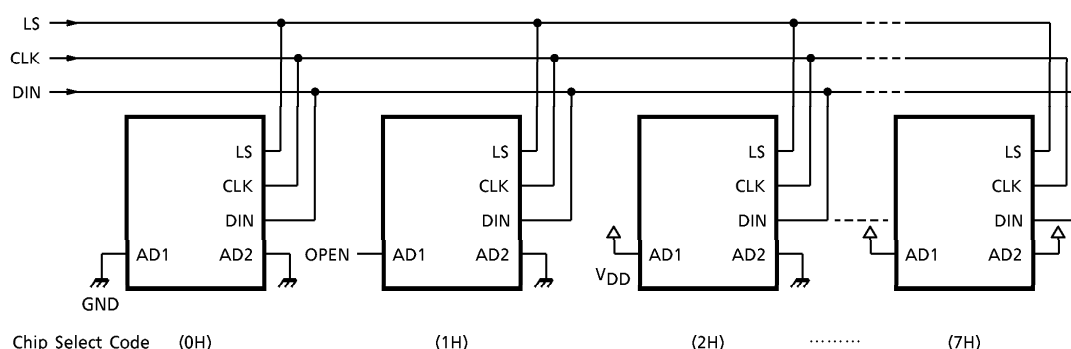 LS
CLK
DIN
LS
CLK
DIN
AD1 AD2
GND
LS
CLK
DIN
OPEN AD1 AD2
LS
CLK
DIN
VDD AD1 AD2
LS
CLK
DIN
AD1 AD2
Chip Select Code (0H) (1H) (2H) ········· (7H)